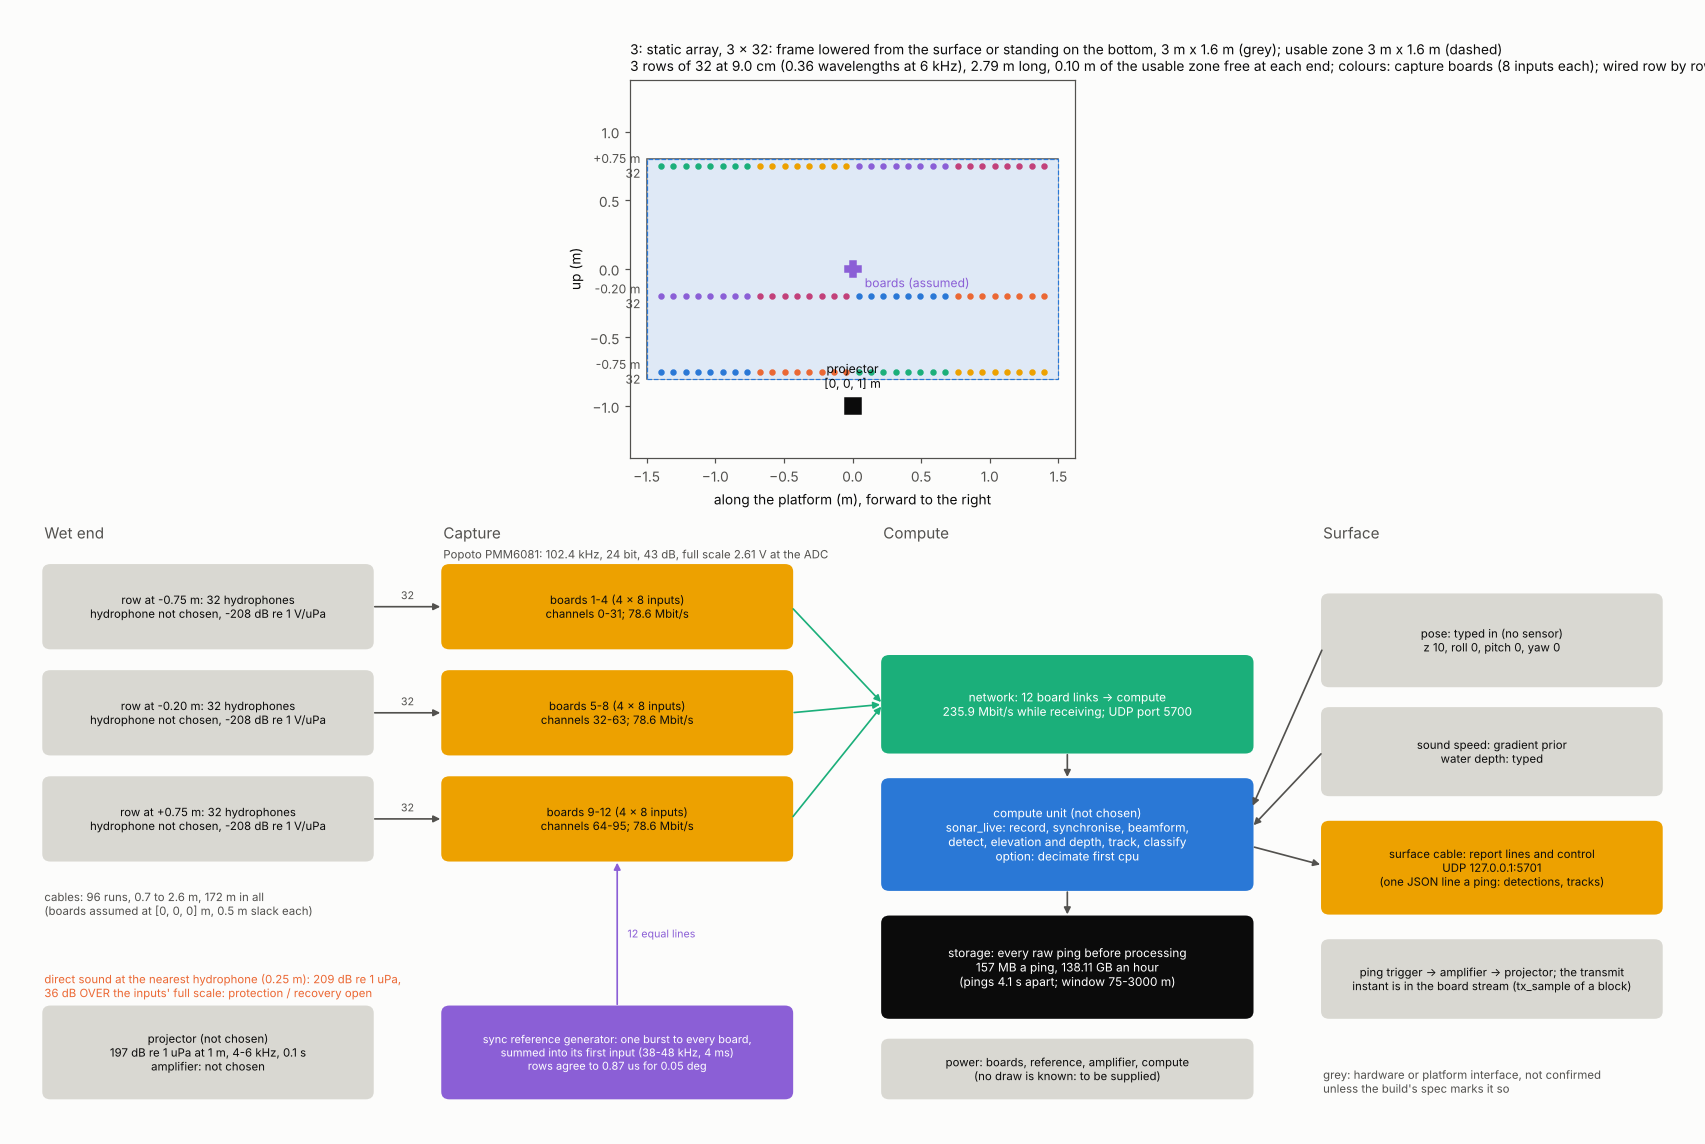 3: static array, 3 × 32: frame lowered from the surface or standing on the bottom, 3 m x 1.6 m (grey); usable zone 3 m x 1.6 m (dashed)
3 rows of 32 at 9.0 cm (0.36 wavelengths at 6 kHz), 2.79 m long, 0.10 m of the usable zone free at each end; colours: capture boards (8 inputs each); wired row by
1.0
+0.75 m
32
0.5
up (m)
0.0
boards (assumed)
-0.20 m
32
−0.5
-0.75 m
32
projector
[0, 0, 1] m
−1.0
−1.5
−1.0
−0.5
0.0
0.5
1.0
1.5
along the platform (m), forward to the right
Wet end
Capture
Compute
Surface
Popoto PMM6081: 102.4 kHz, 24 bit, 43 dB, full scale 2.61 V at the ADC
row at -0.75 m: 32 hydrophones
hydrophone not chosen, -208 dB re 1 V/uPa
32
boards 1-4 (4 × 8 inputs)
channels 0-31; 78.6 Mbit/s
row at -0.20 m: 32 hydrophones
hydrophone not chosen, -208 dB re 1 V/uPa
32
boards 5-8 (4 × 8 inputs)
channels 32-63; 78.6 Mbit/s
row at +0.75 m: 32 hydrophones
hydrophone not chosen, -208 dB re 1 V/uPa
32
boards 9-12 (4 × 8 inputs)
channels 64-95; 78.6 Mbit/s
cables: 96 runs, 0.7 to 2.6 m, 172 m in all
(boards assumed at [0, 0, 0] m, 0.5 m slack each)
12 equal lines
direct sound at the nearest hydrophone (0.25 m): 209 dB re 1 uPa,
36 dB OVER the inputs' full scale: protection / recovery open
projector (not chosen)
197 dB re 1 uPa at 1 m, 4-6 kHz, 0.1 s
amplifier: not chosen
sync reference generator: one burst to every board,
summed into its first input (38-48 kHz, 4 ms)
rows agree to 0.87 us for 0.05 deg
network: 12 board links → compute
235.9 Mbit/s while receiving; UDP port 5700
compute unit (not chosen)
sonar_live: record, synchronise, beamform,
detect, elevation and depth, track, classify
option: decimate first cpu
storage: every raw ping before processing
157 MB a ping, 138.11 GB an hour
(pings 4.1 s apart; window 75-3000 m)
power: boards, reference, amplifier, compute
(no draw is known: to be supplied)
pose: typed in (no sensor)
z 10, roll 0, pitch 0, yaw 0
sound speed: gradient prior
water depth: typed
surface cable: report lines and control
UDP 127.0.0.1:5701
(one JSON line a ping: detections, tracks)
ping trigger → amplifier → projector; the transmit
instant is in the board stream (tx_sample of a block)
grey: hardware or platform interface, not confirmed
unless the build's spec marks it so